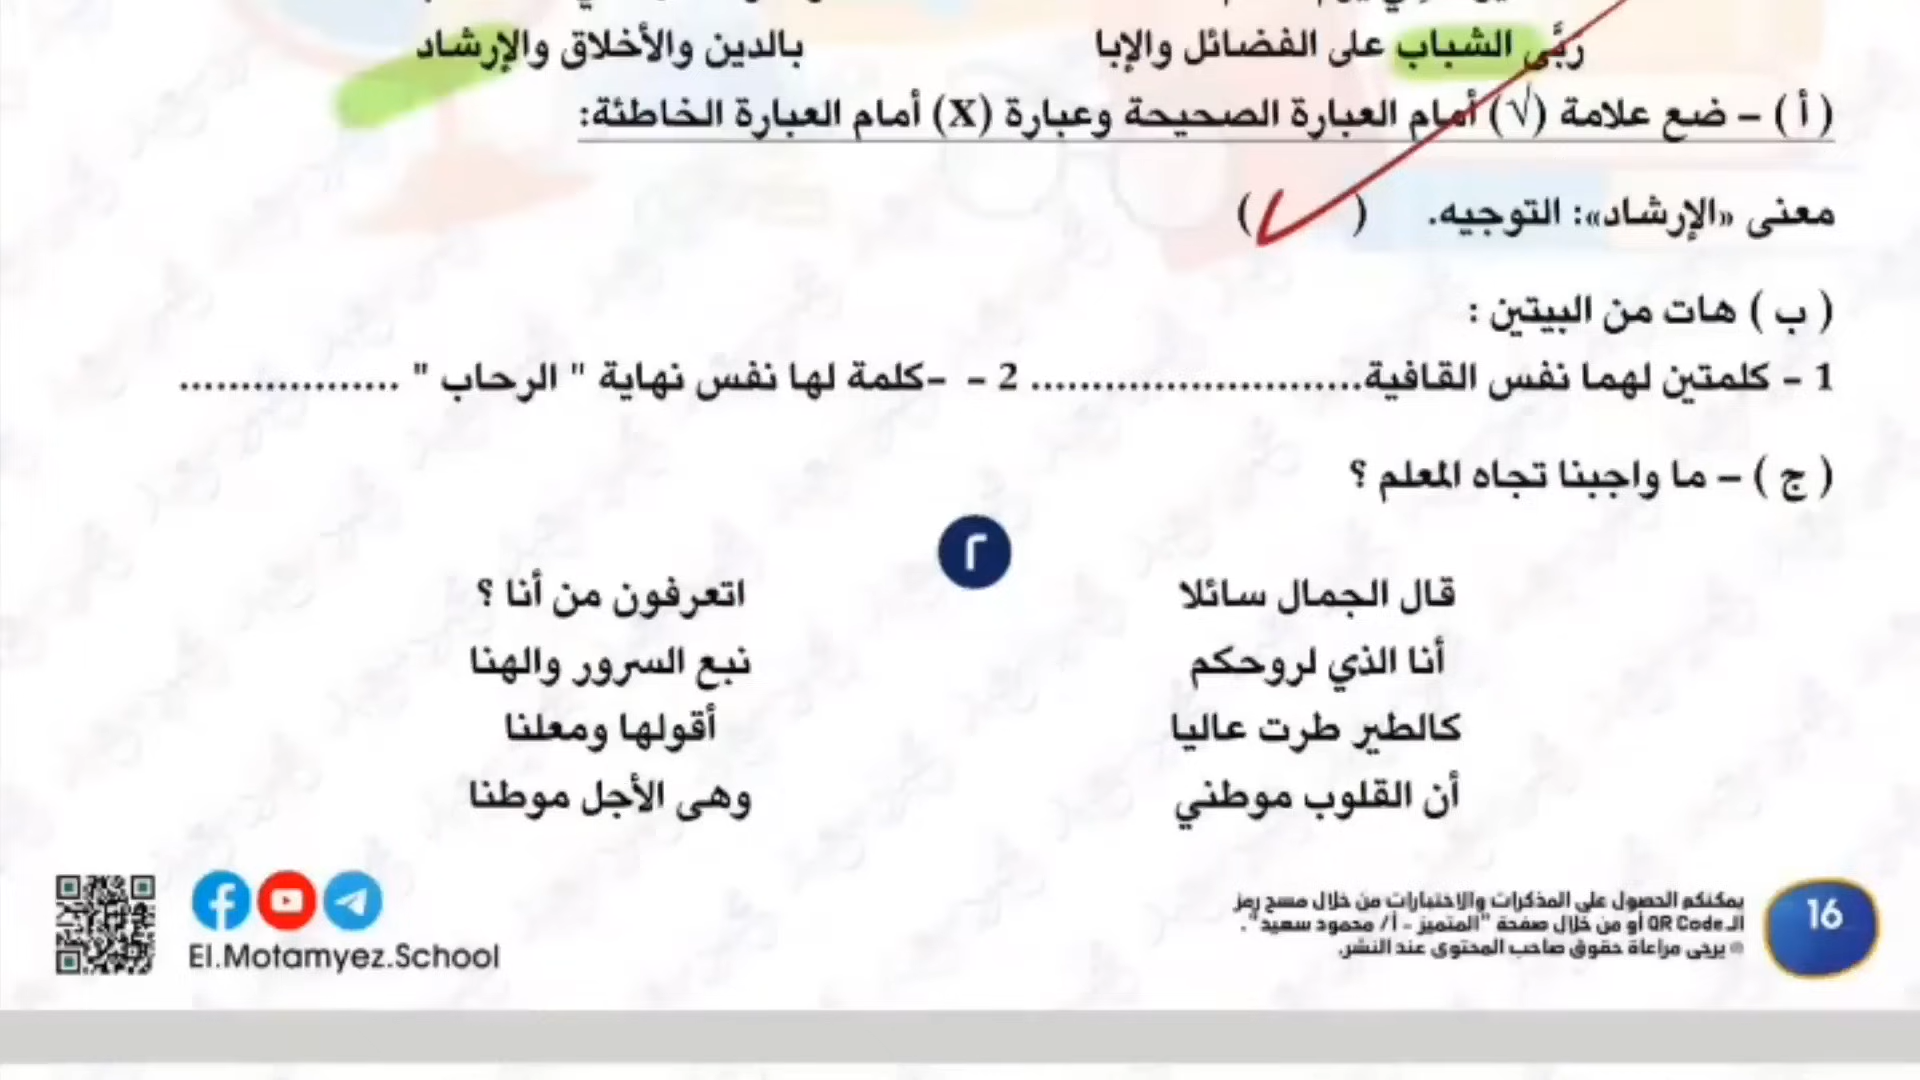 ربَّى الشباب على الفضائل والإبا بالدين والأخلاق والإرشاد
( أ ) – ضع علامة (√) أمام العبارة الصحيحة وعبارة (X) أمام العبارة الخاطئة:
معنى «الإرشاد»: التوجيه. ( )
( ب ) هات من البيتين :
1 – كلمتين لهما نفس القافية........................... 2 - -كلمة لها نفس نهاية " الرحاب " ..................
( ج ) – ما واجبنا تجاه المعلم ؟
٢
قال الجمال سائلا اتعرفون من أنا ؟
أنا الذي لروحكم نبع السرور والهنا
كالطير طرت عاليا أقولها ومعلنا
أن القلوب موطني وهى الأجل موطنا
16
يمكنكم الحصول على المذكرات والاختبارات من خلال مسح رمز
الـ QR Code أو من خلال صفحة "المتميز - أ/ محمود سعيد".
يرجى مراعاة حقوق صاحب المحتوى عند النشر.
El.Motamyez.School